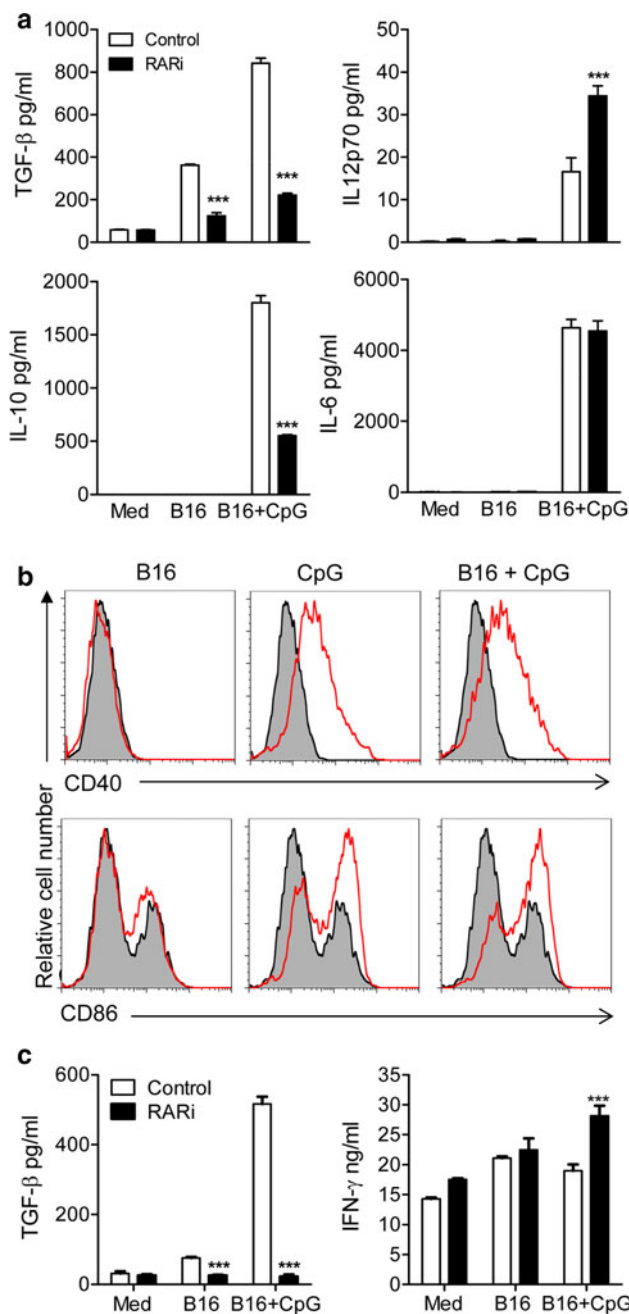 a
Control
RARi
TGF-β pg/ml
1000
800
600
400
200
0
***
***
IL12p70 pg/ml
50
40
30
20
10
0
***
IL-10 pg/ml
2000
1500
1000
500
0
***
Med B16 B16+CpG
IL-6 pg/ml
6000
4000
2000
0
Med B16 B16+CpG
b
B16 CpG B16 + CpG
Relative cell number
CD40
CD86
c
Control
RARi
TGF-β pg/ml
600
400
200
0
*** ***
Med B16 B16+CpG
IFN-γ ng/ml
35
30
25
20
15
10
5
0
***
Med B16 B16+CpG